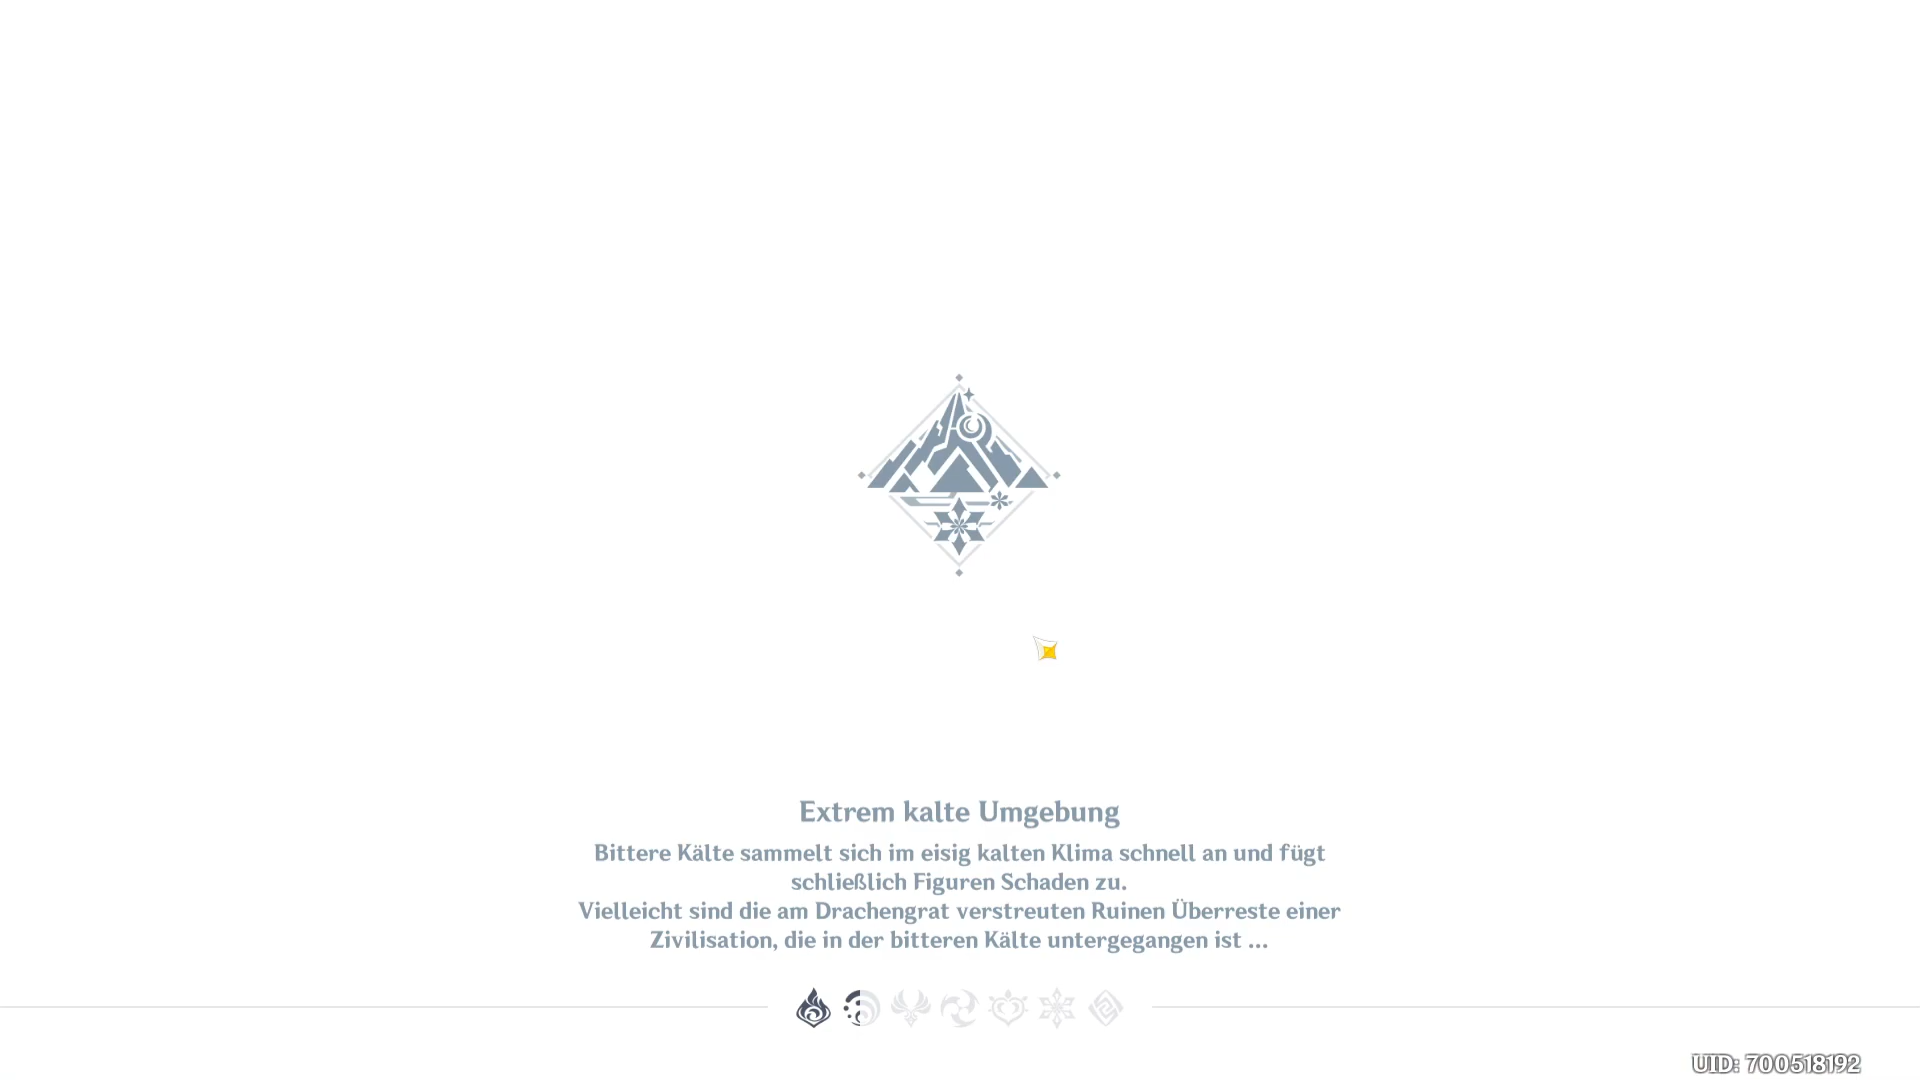 Extrem kalte Umgebung
Bittere Kälte sammelt sich im eisig kalten Klima schnell an und fügt
schließlich Figuren Schaden zu.
Vielleicht sind die am Drachengrat verstreuten Ruinen Überreste einer
Zivilisation, die in der bitteren Kälte untergegangen ist ...
UID: 700518192